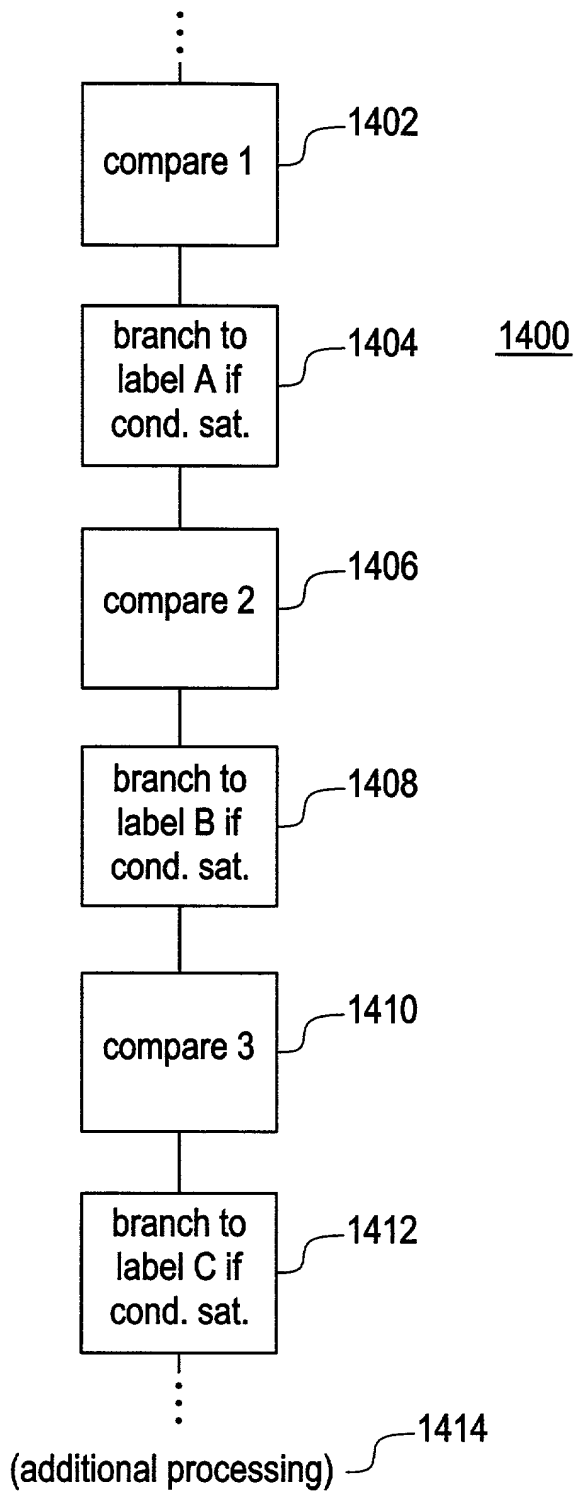 compare 1
1402
branch to
label A if
cond. sat.
1404
1400
compare 2
1406
branch to
label B if
cond. sat.
1408
compare 3
1410
branch to
label C if
cond. sat.
1412
(additional processing)
1414